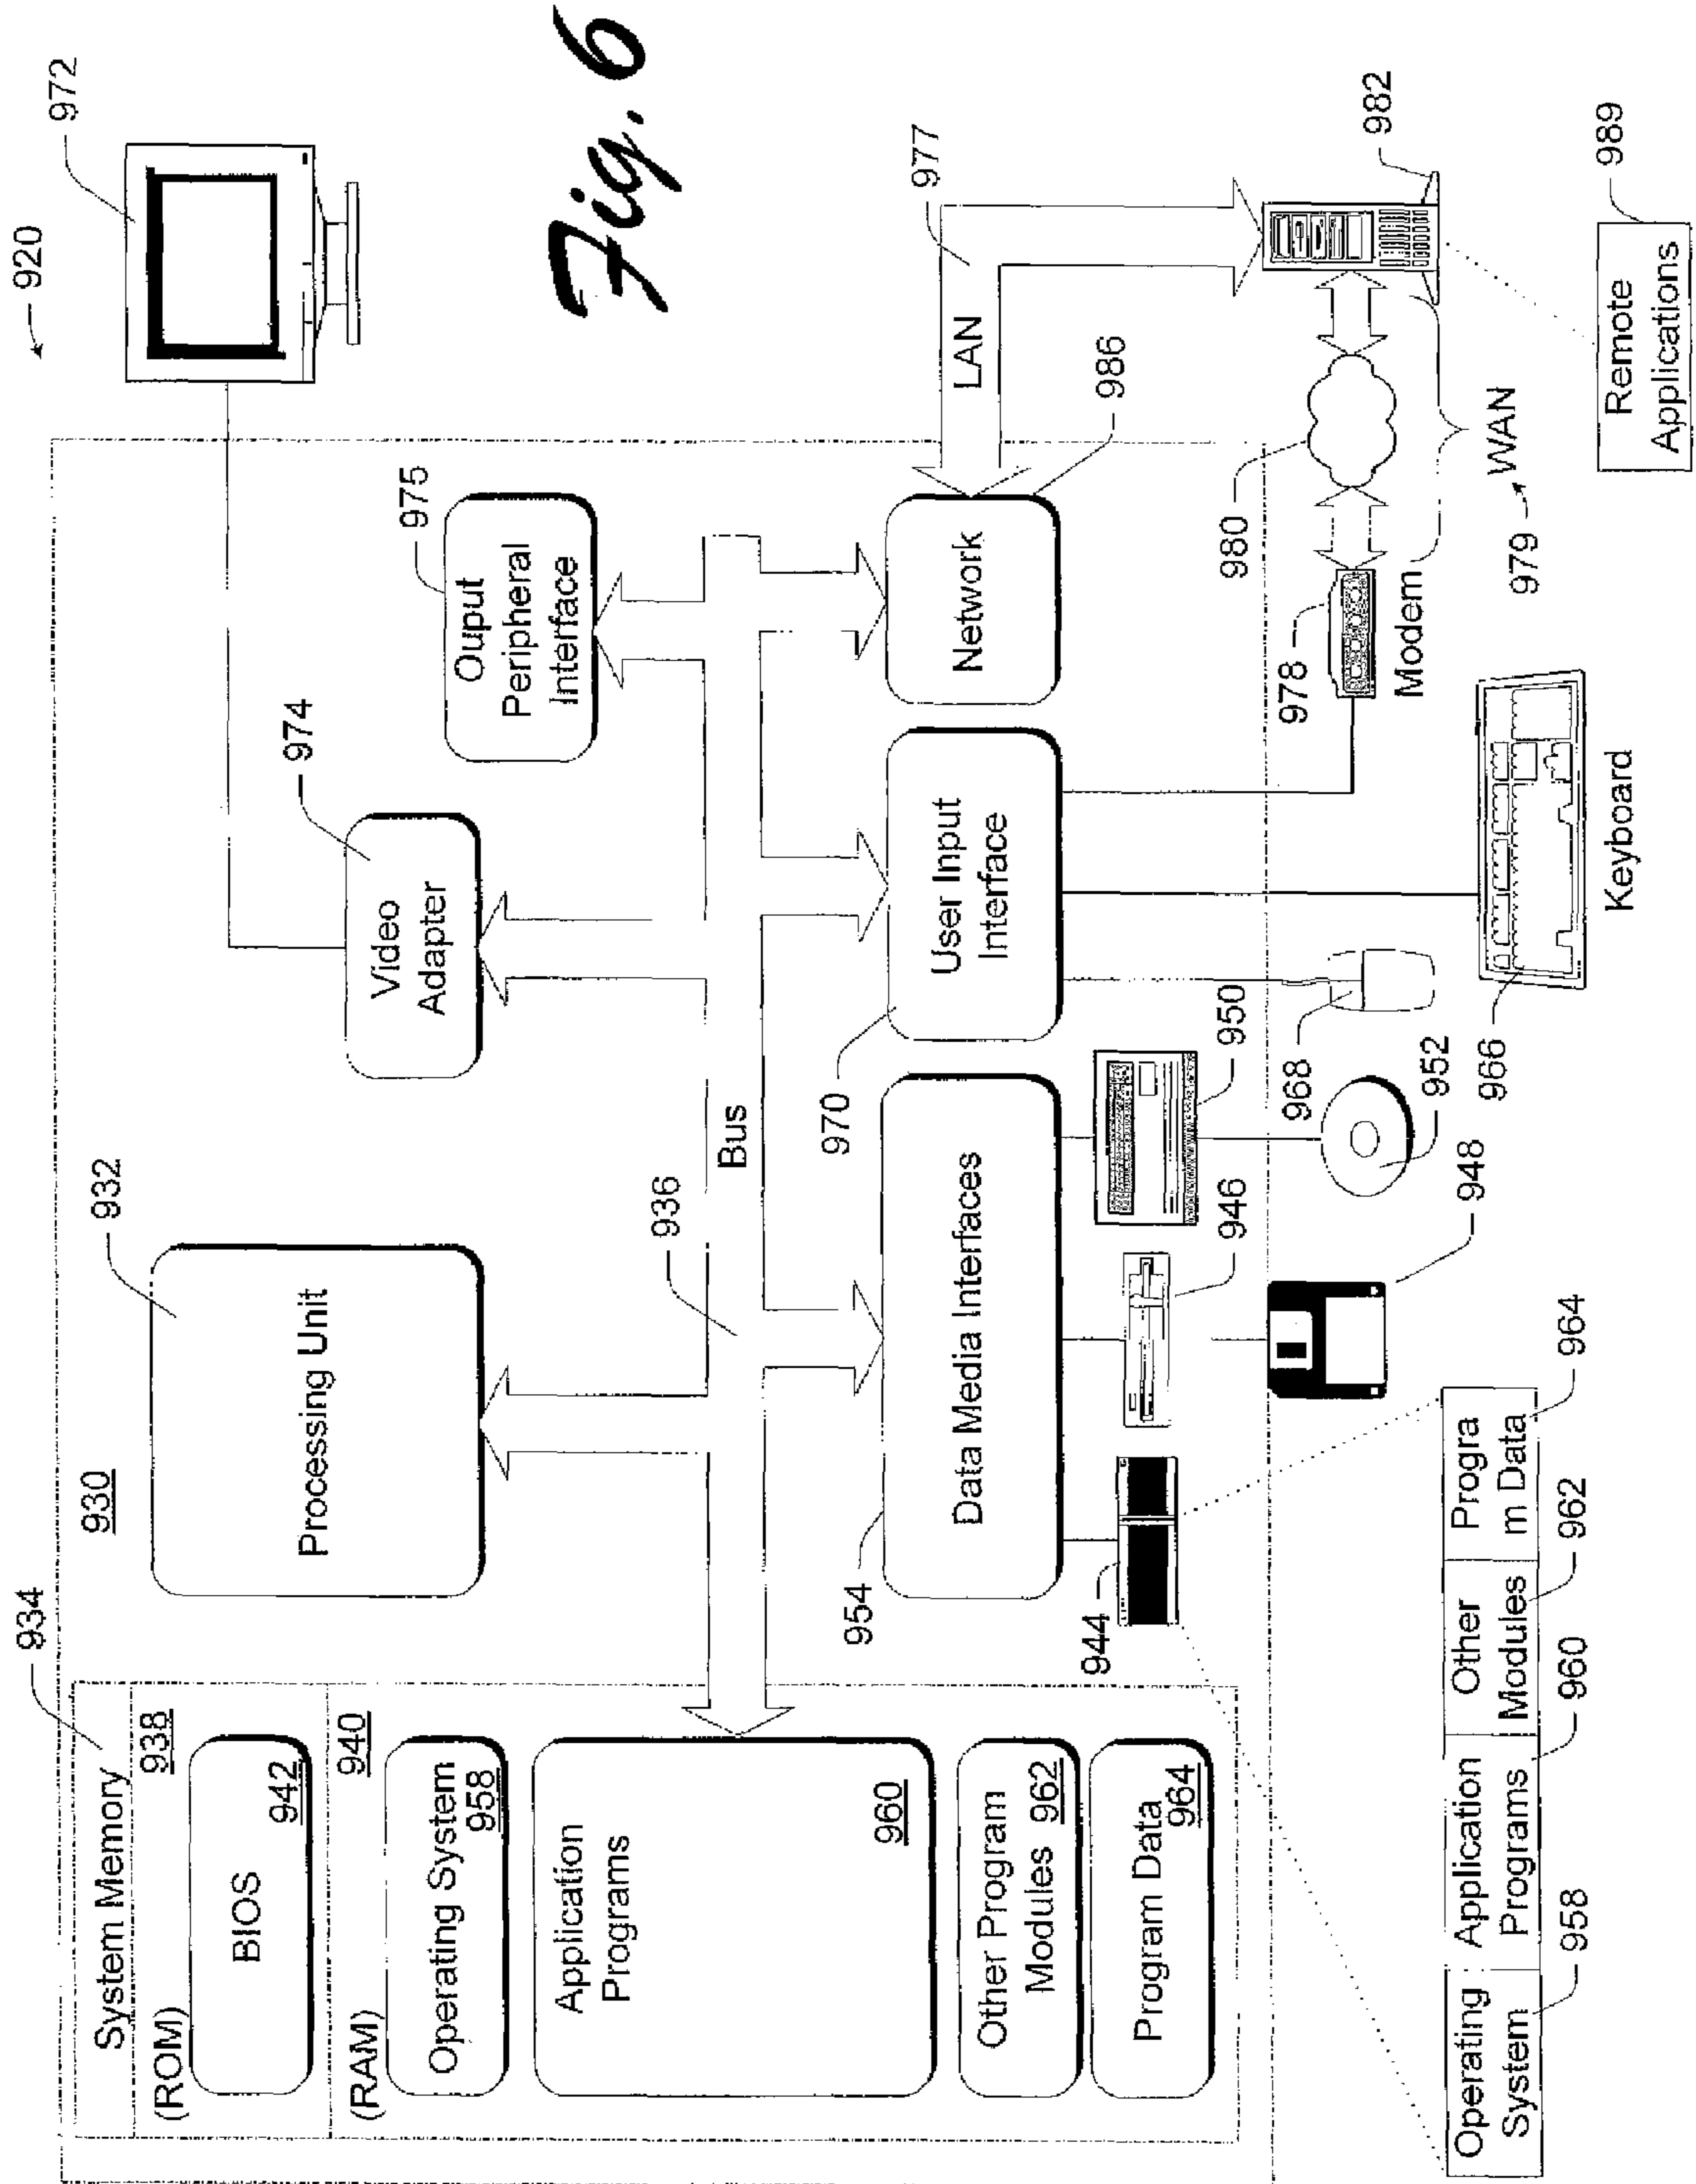 920
972
Fig. 6
934
930
932
974
975
System Memory
(ROM)
938
BIOS
942
(RAM)
940
Operating System
958
Application
Programs
960
Other Program
Modules 962
Program Data
964
Processing Unit
Video
Adapter
Ouput
Peripheral
Interface
936
Bus
LAN
977
954
Data Media Interfaces
970
User Input
Interface
Network
986
944
946
950
968
966
952
948
978
Modem
980
979
WAN
982
Keyboard
Remote
Applications
989
Operating
System
Application
Programs
Other
Modules
Progra
m Data
958
960
962
964